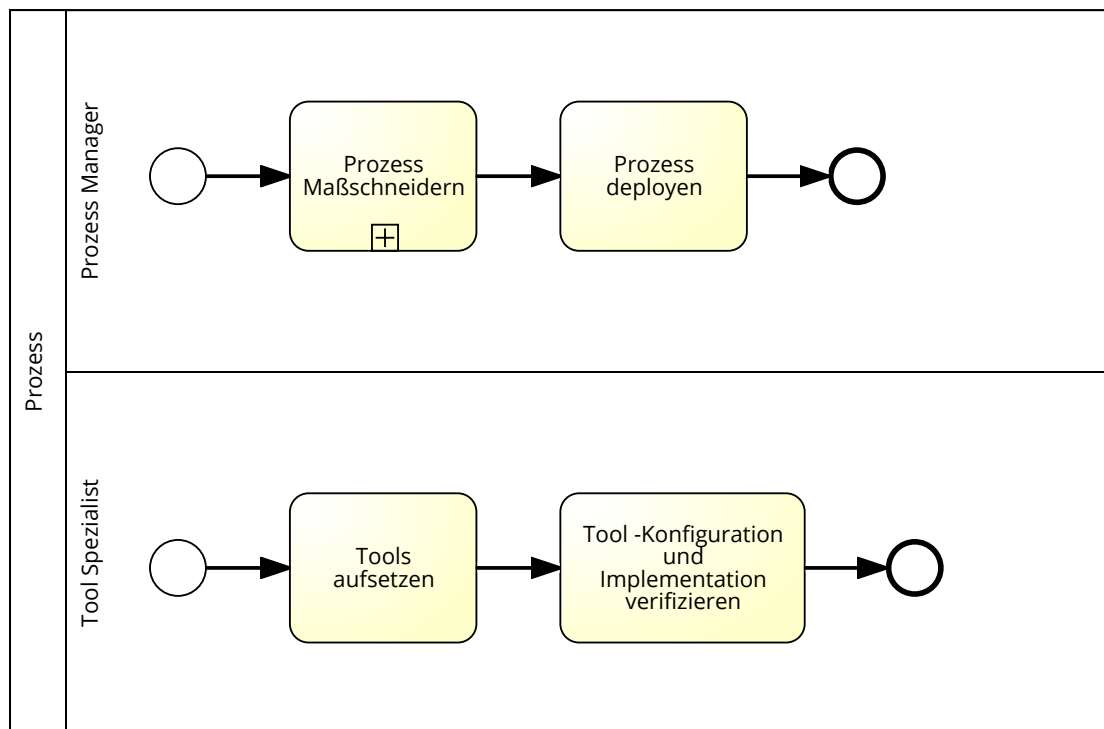 Prozess
Prozess Manager
Prozess
Maßschneidern
Prozess
deployen
Tool Spezialist
Tools
aufsetzen
Tool -Konfiguration
und
Implementation
verifizieren